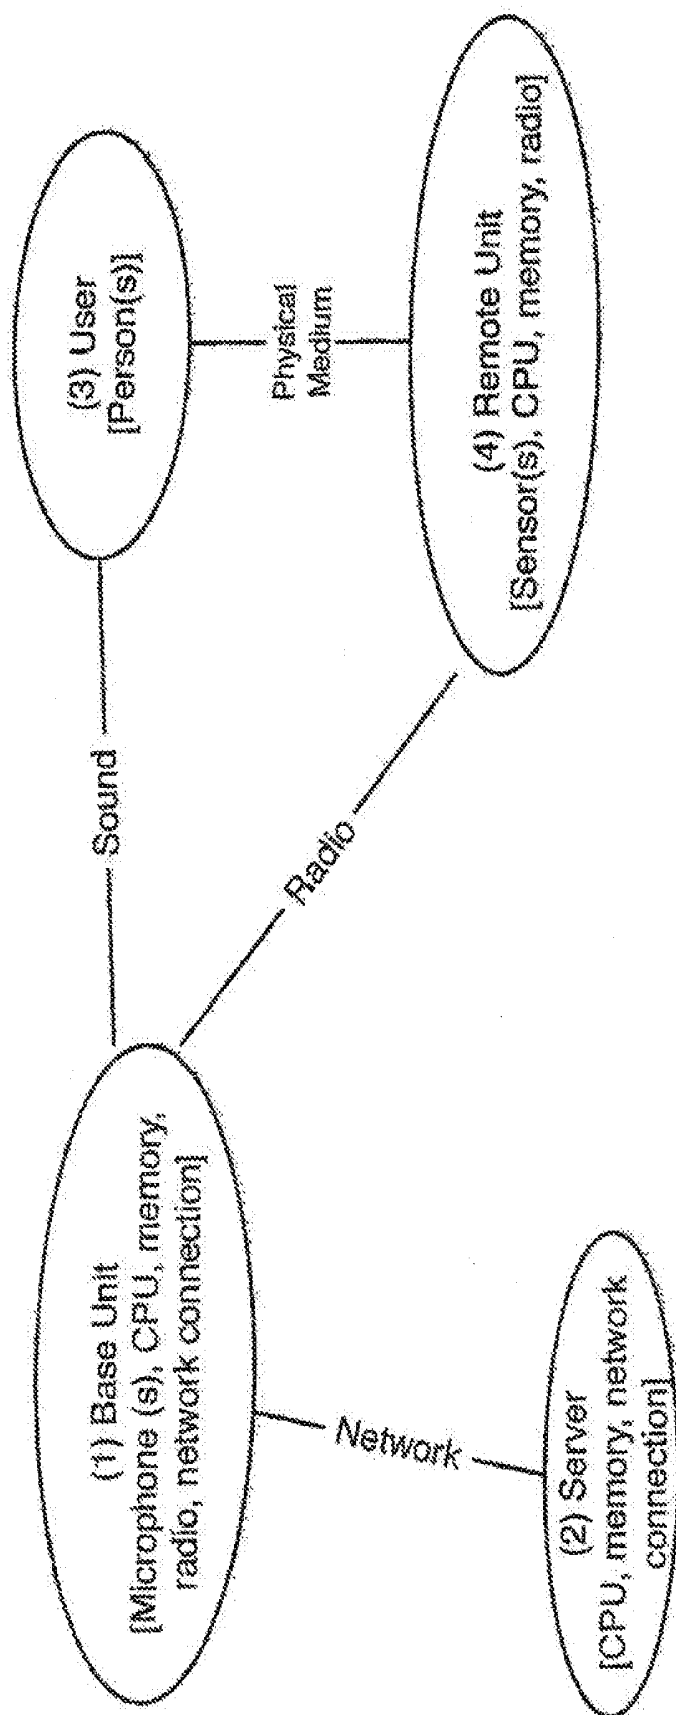 (1) Base Unit
[Microphone (s), CPU, memory,
radio, network connection]
Sound
(3) User
[Person(s)]
Radio
Physical
Medium
Network
(4) Remote Unit
[Sensor(s), CPU, memory, radio]
(2) Server
[CPU, memory, network
connection]